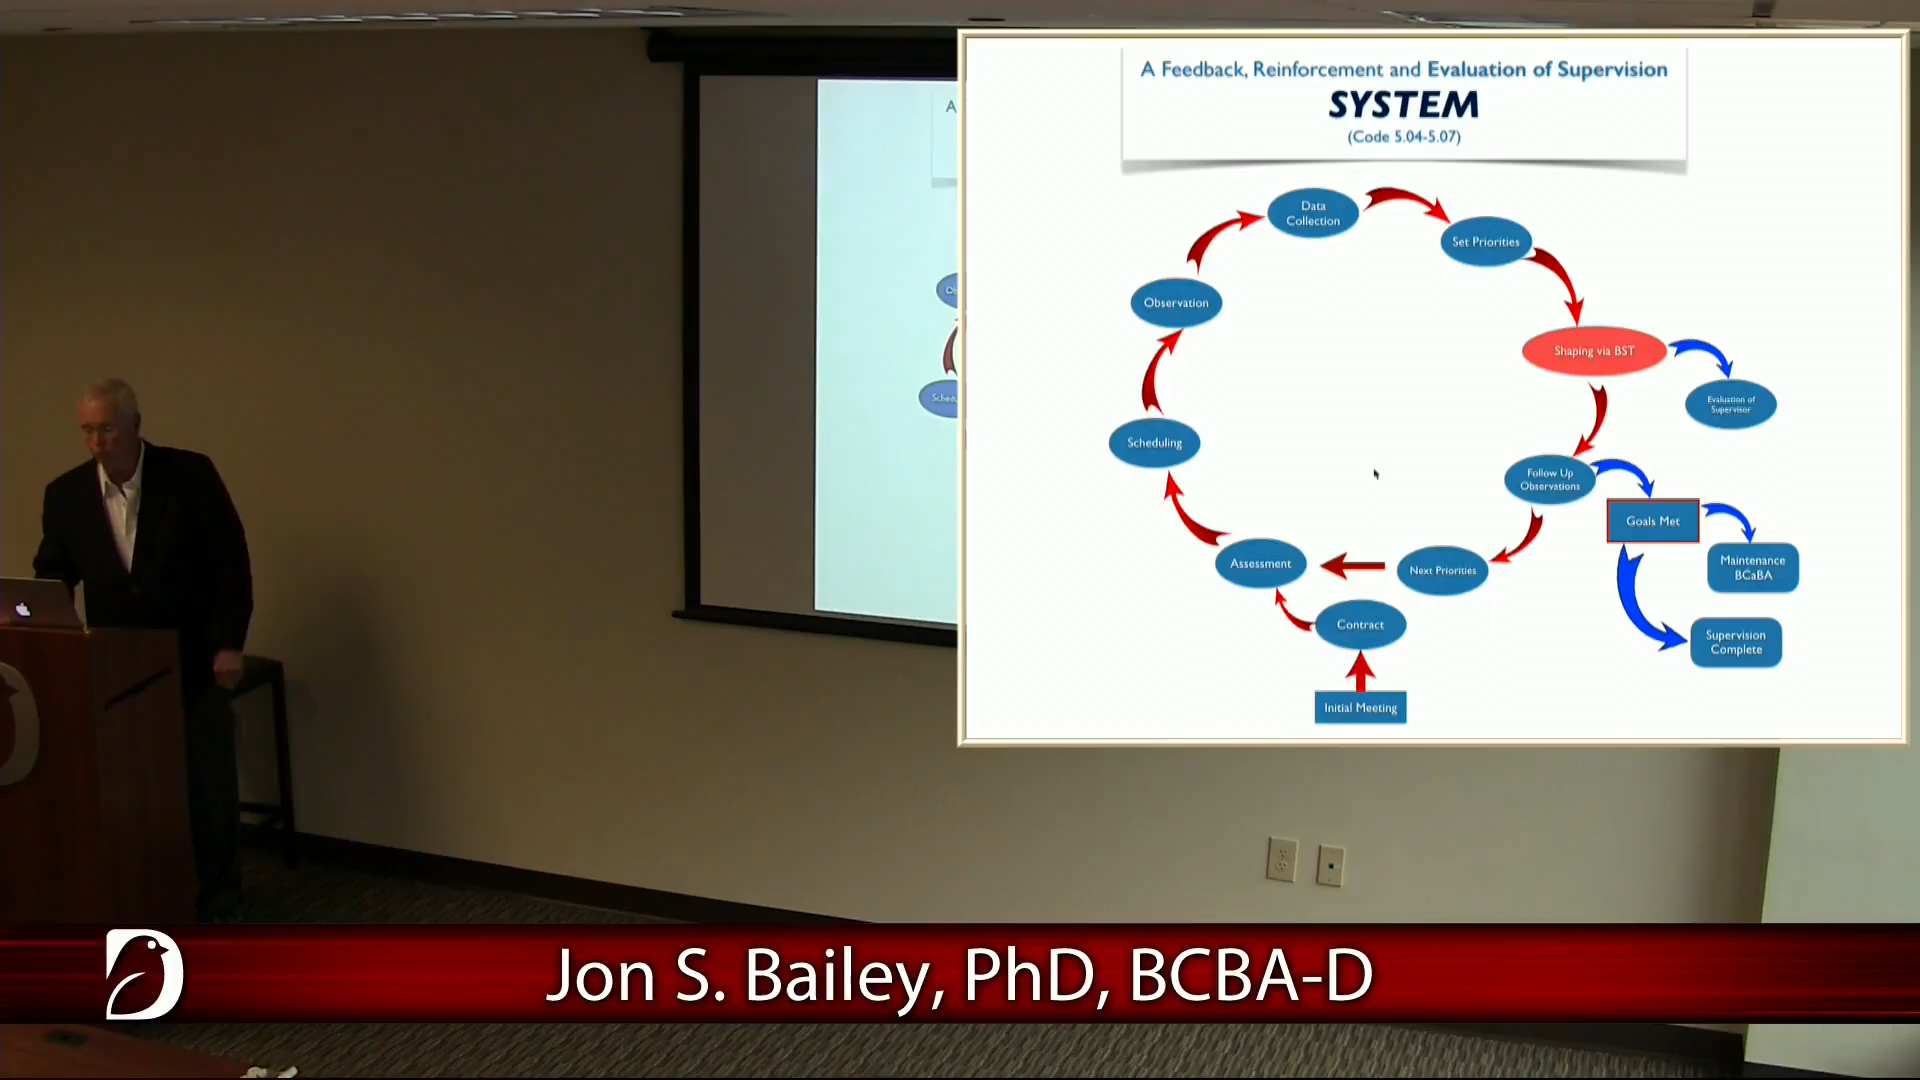 A Feedback, Reinforcement and Evaluation of Supervision
SYSTEM
(Code 5.04-5.07)
Data
Collection
Set Priorities
Observation
Shaping via BST
Evaluation of
Supervisor
Scheduling
Follow Up
Observations
Goals Met
Assessment
Next Priorities
Maintenance
BCaBA
Contract
Supervision
Complete
Initial Meeting
A
Jon S. Bailey, PhD, BCBA-D